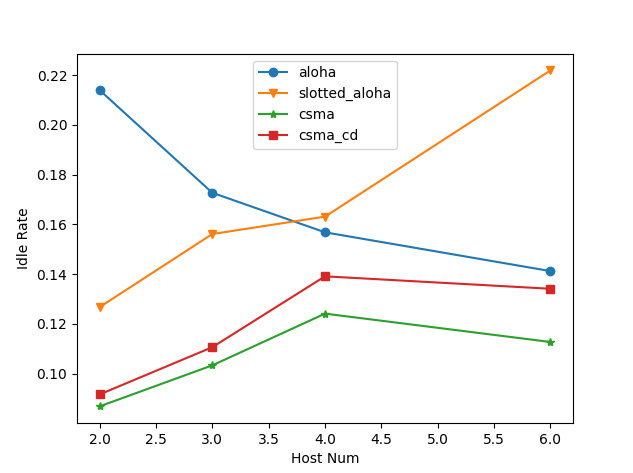 aloha
slotted_aloha
csma
csma_cd
Idle Rate
0.22
0.20
0.18
0.16
0.14
0.12
0.10
2.0 2.5 3.0 3.5 4.0 4.5 5.0 5.5 6.0
Host Num